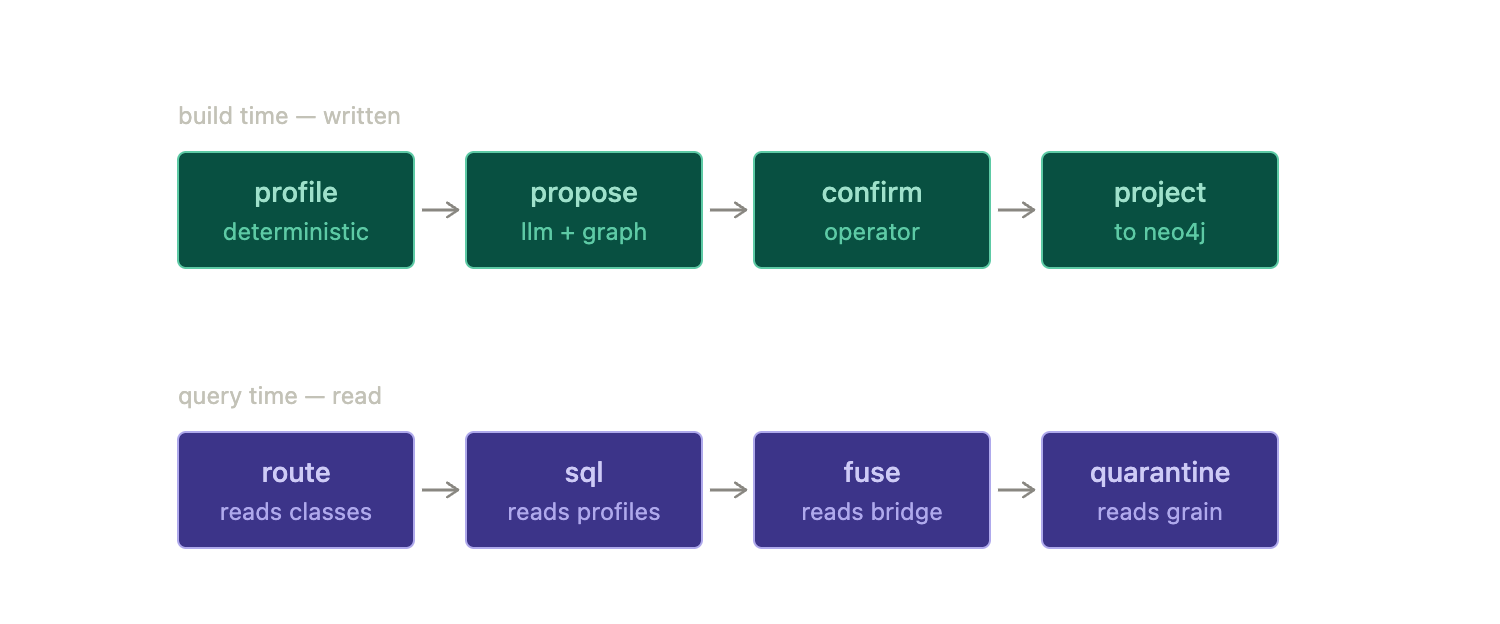 build time — written
profile
deterministic
propose
llm + graph
confirm
operator
project
to neo4j
query time — read
route
reads classes
sql
reads profiles
fuse
reads bridge
quarantine
reads grain